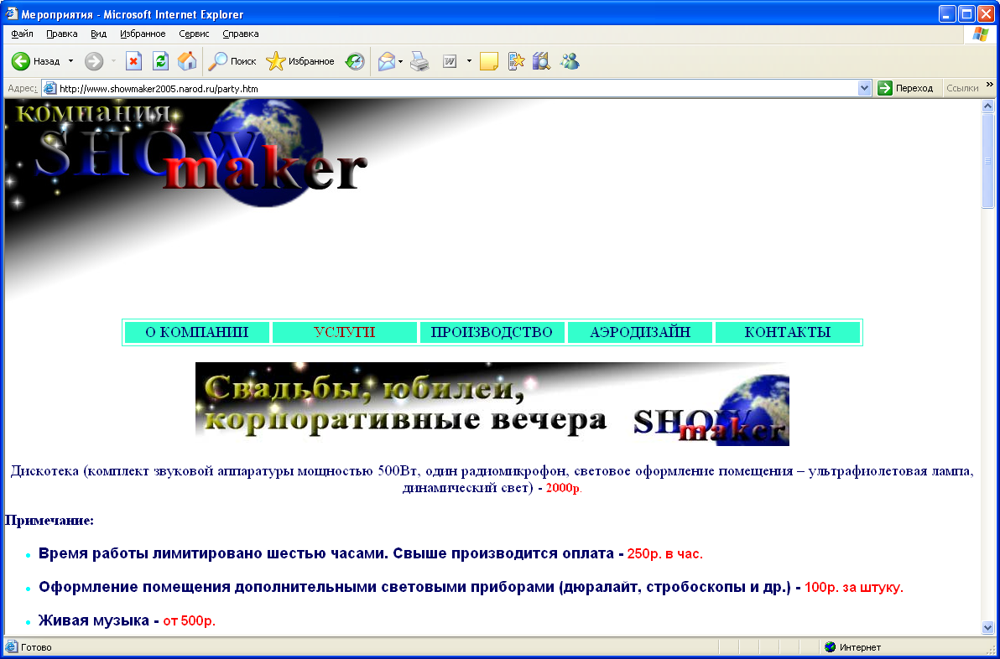 Мероприятия - Microsoft Internet Explorer
Файл Правка Вид Избранное Сервис Справка
Назад Поиск Избранное
Адрес: http://www.showmaker2005.narod.ru/party.htm Переход Ссылки »
компания
SHOW
maker
О КОМПАНИИ УСЛУГИ ПРОИЗВОДСТВО АЭРОДИЗАЙН КОНТАКТЫ
Свадьбы, юбилеи,
корпоративные вечера SHOW
maker
Дискотека (комплект звуковой аппаратуры мощностью 500Вт, один радиомикрофон, световое оформление помещения – ультрафиолетовая лампа,
динамический свет) - 2000р.
Примечание:
Время работы лимитировано шестью часами. Свыше производится оплата - 250р. в час.
Оформление помещения дополнительными световыми приборами (дюралайт, стробоскопы и др.) - 100р. за штуку.
Живая музыка - от 500р.
Готово Интернет